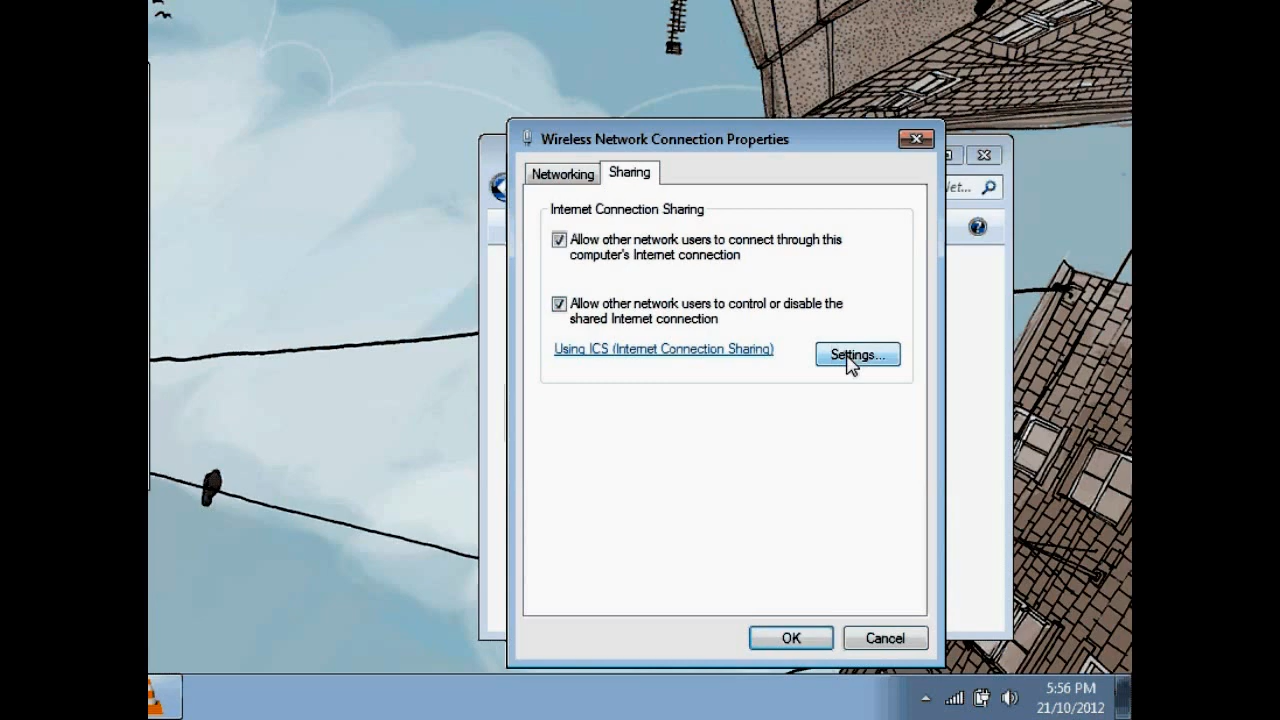 Wireless Network Connection Properties
Networking
Sharing
Internet Connection Sharing
Allow other network users to connect through this
computer's Internet connection
Allow other network users to control or disable the
shared Internet connection
Using ICS (Internet Connection Sharing)
Settings...
OK
Cancel
5:56 PM
21/10/2012